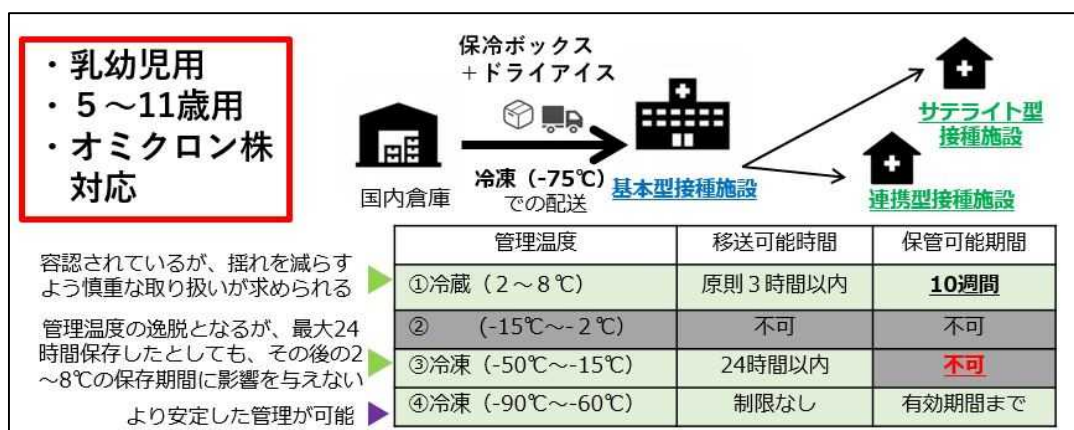 ・乳幼児用
・５～11歳用
・オミクロン株
対応
保冷ボックス
＋ドライアイス
国内倉庫
冷凍（-75℃）
での配送
基本型接種施設
サテライト型
接種施設
連携型接種施設
管理温度 移送可能時間 保管可能期間
容認されているが、揺れを減らす
よう慎重な取り扱いが求められる
①冷蔵（２～８℃） 原則３時間以内 10週間
管理温度の逸脱となるが、最大24
時間保存したとしても、その後の2
～8℃の保存期間に影響を与えない
② (-15℃～-２℃) 不可 不可
③冷凍（-50℃～-15℃） 24時間以内 不可
より安定した管理が可能
④冷凍（-90℃～-60℃） 制限なし 有効期間まで